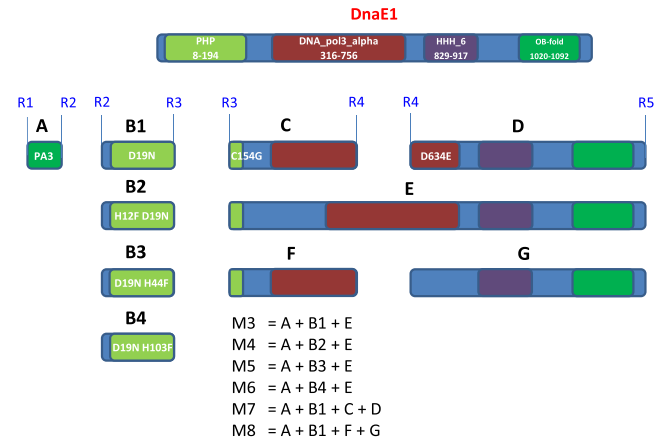 DnaE1
PHP DNA_pol3_alpha HHH_6 OB-fold
8-194 316-756 829-917 1020-1092
R1 R2 R2 R3 R3 R4 R4 R5
A B1 C D
PA3 D19N C154G D634E
B2 E
H12F D19N
B3 F G
D19N H44F
B4
D19N H103F
M3 = A + B1 + E
M4 = A + B2 + E
M5 = A + B3 + E
M6 = A + B4 + E
M7 = A + B1 + C + D
M8 = A + B1 + F + G